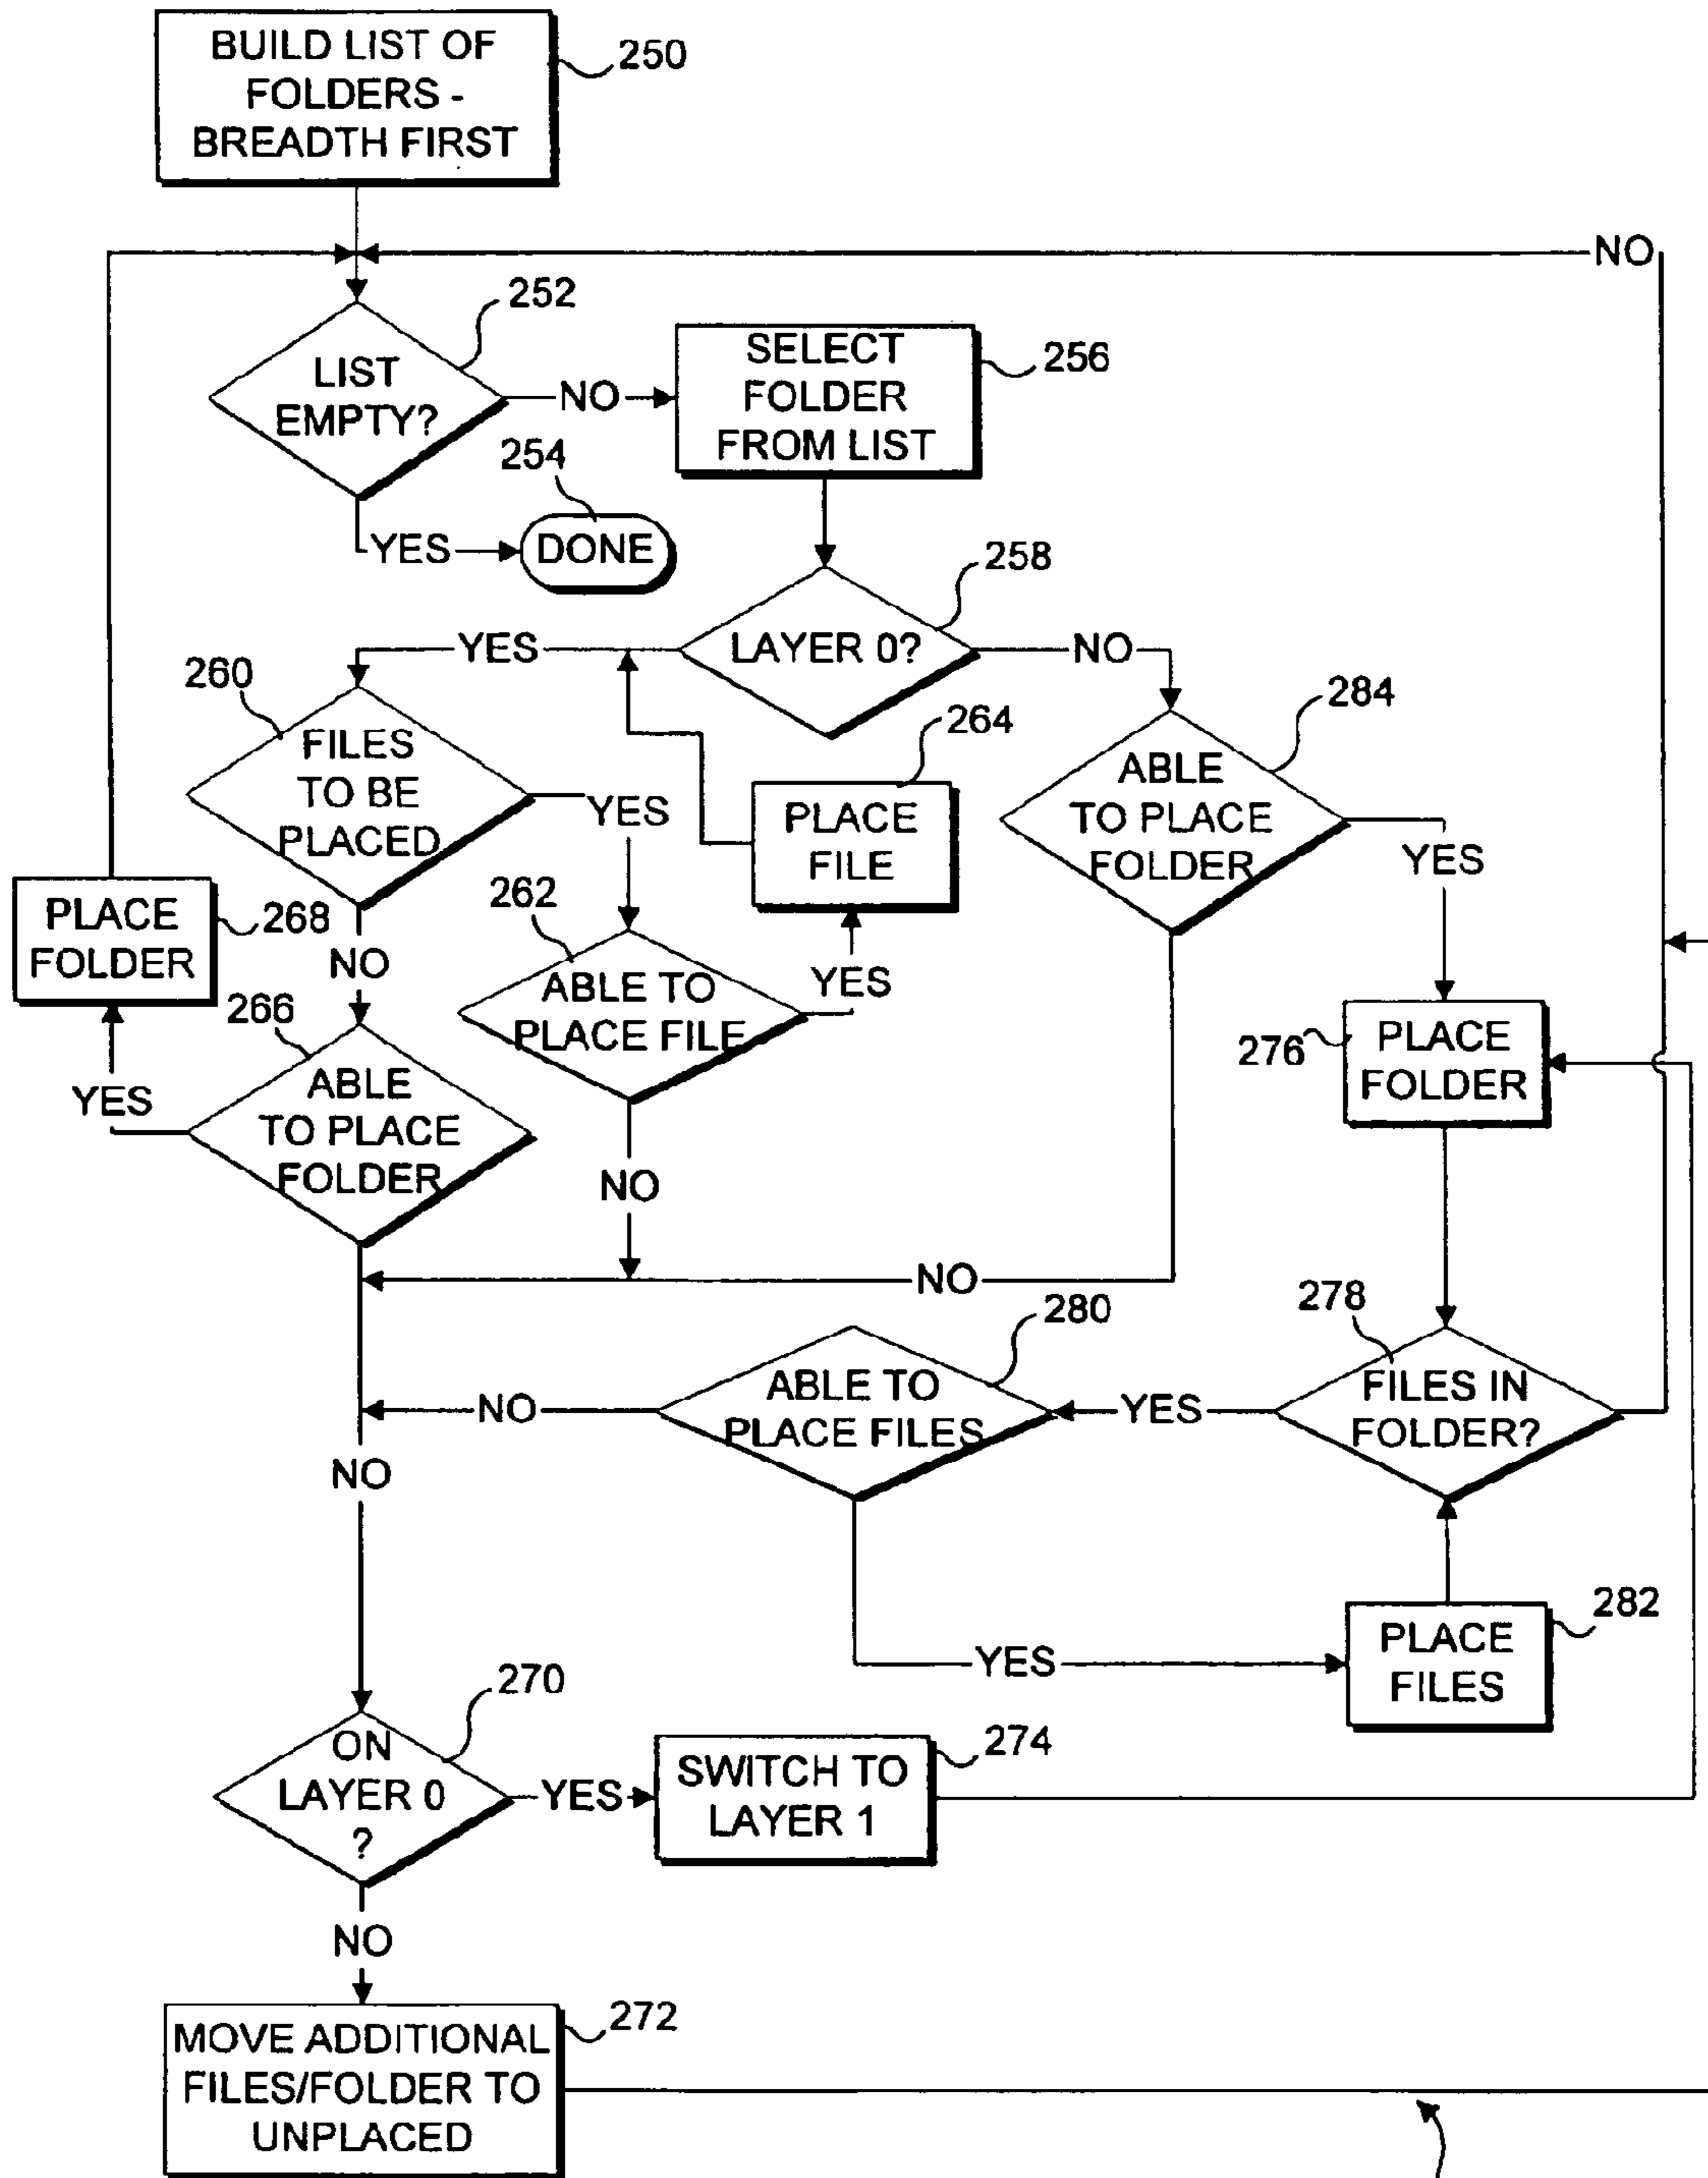 BUILD LIST OF
FOLDERS -
BREADTH FIRST
250
NO
252
LIST
EMPTY?
NO
SELECT
FOLDER
FROM LIST
256
254
YES
DONE
258
LAYER 0?
YES
NO
260
FILES
TO BE
PLACED
YES
264
PLACE
FILE
284
ABLE
TO PLACE
FOLDER
YES
PLACE
FOLDER
268
NO
262
ABLE TO
PLACE FILE
YES
266
ABLE
TO PLACE
FOLDER
YES
NO
276
PLACE
FOLDER
NO
280
ABLE TO
PLACE FILES
NO
YES
278
FILES IN
FOLDER?
NO
YES
PLACE
FILES
282
270
ON
LAYER 0
?
YES
SWITCH TO
LAYER 1
274
NO
MOVE ADDITIONAL
FILES/FOLDER TO
UNPLACED
272